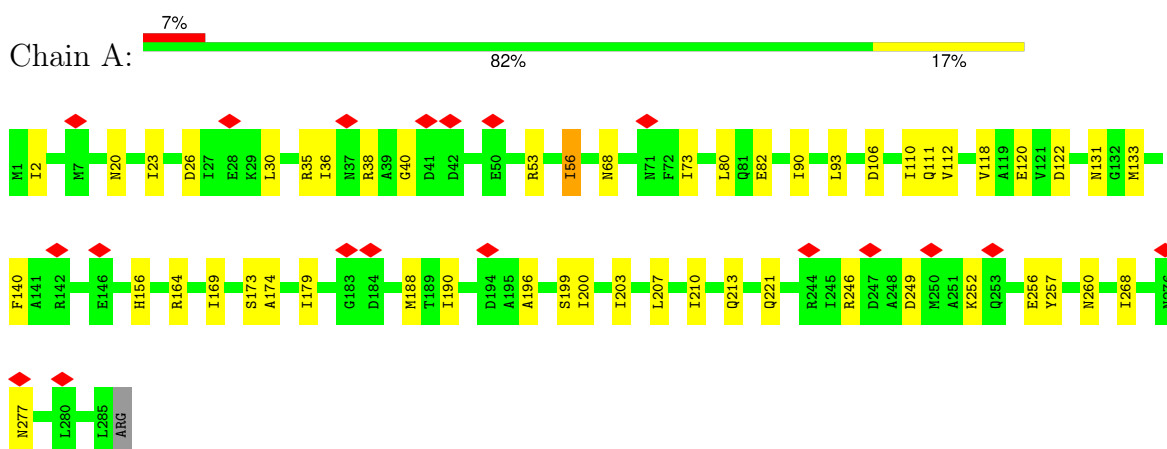 7%
Chain A:
82% 17%
M1 I2 M7 N20 I23 D26 I27 E28 K29 L30 R35 I36 N37 R38 A39 G40 D41 D42 E50 R53 I56 N68 N71 F72 I73 L80 Q81 E82 I90 L93 D106 I110 Q111 V112 V118 A119 E120 V121 D122 N131 G132 M133
F140 A141 R142 E146 H156 R164 I169 S173 A174 I179 G183 D184 M188 T189 I190 D194 A195 A196 S199 I200 I203 L207 I210 Q213 Q221 R244 I245 R246 D247 A248 D249 M250 A251 K252 Q253 E256 Y257 N260 I268
N277 L280 L285 ARG